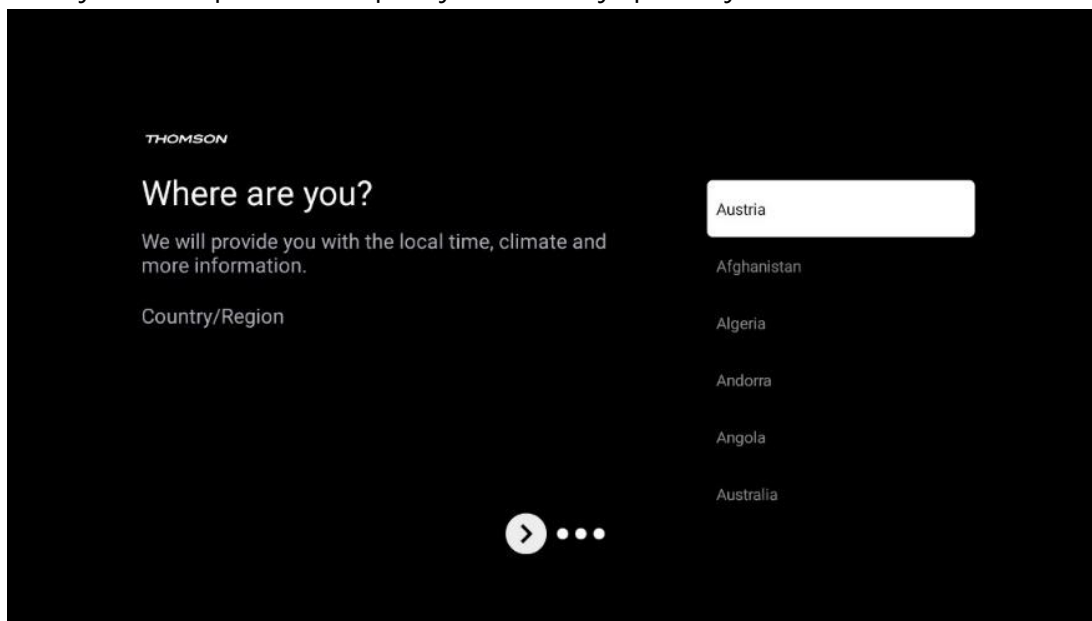 THOMSON
Where are you?
We will provide you with the local time, climate and
more information.
Country/Region
Austria
Afghanistan
Algeria
Andorra
Angola
Australia